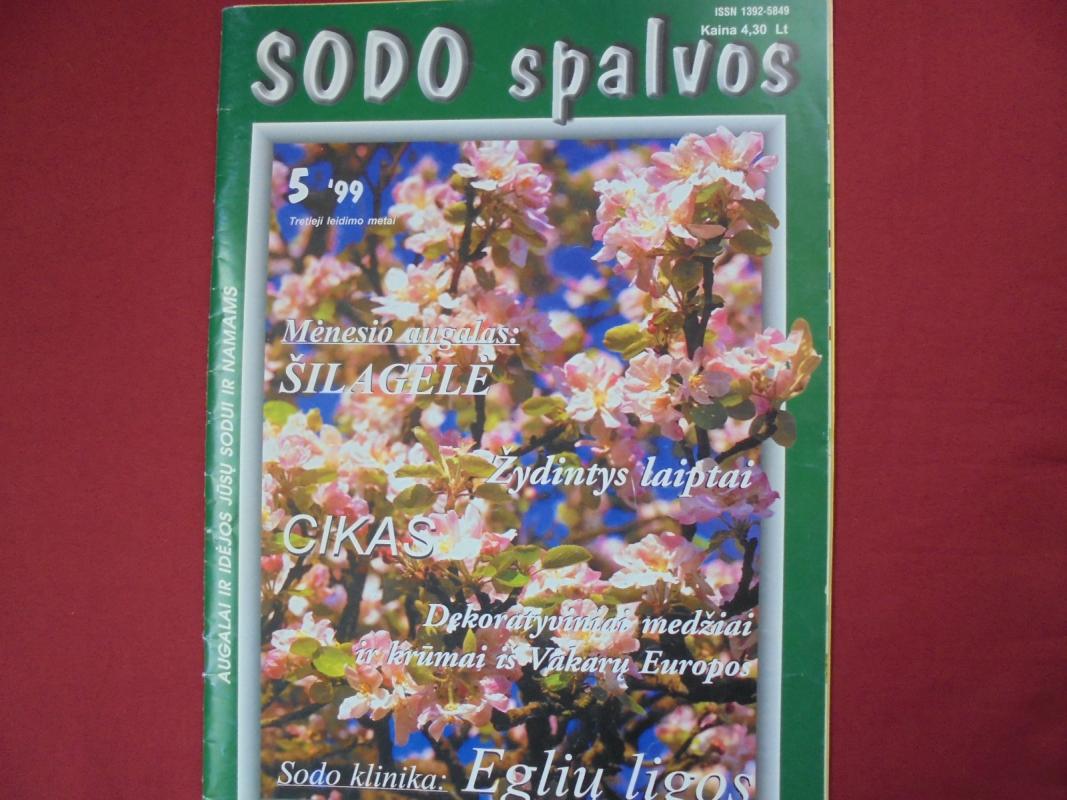 ISSN 1392-5849
Kaina 4,30 Lt
SODO spalvos
5 '99
Tretieji leidimo metai
AUGALAI IR IDĖJOS JŪSŲ SODUI IR NAMAMS
Mėnesio augalas:
ŠILAGĖLĖ
Žydintys laiptai
CIKAS
Dekoratyviniai medžiai
ir krūmai iš Vakarų Europos
Sodo klinika: Eglių ligos